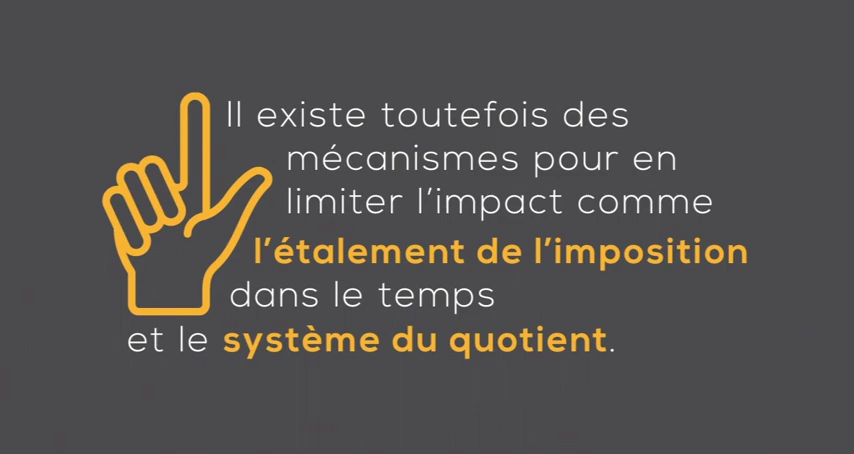 Il existe toutefois des
mécanismes pour en
limiter l'impact comme
l'étalement de l'imposition
dans le temps
et le système du quotient.